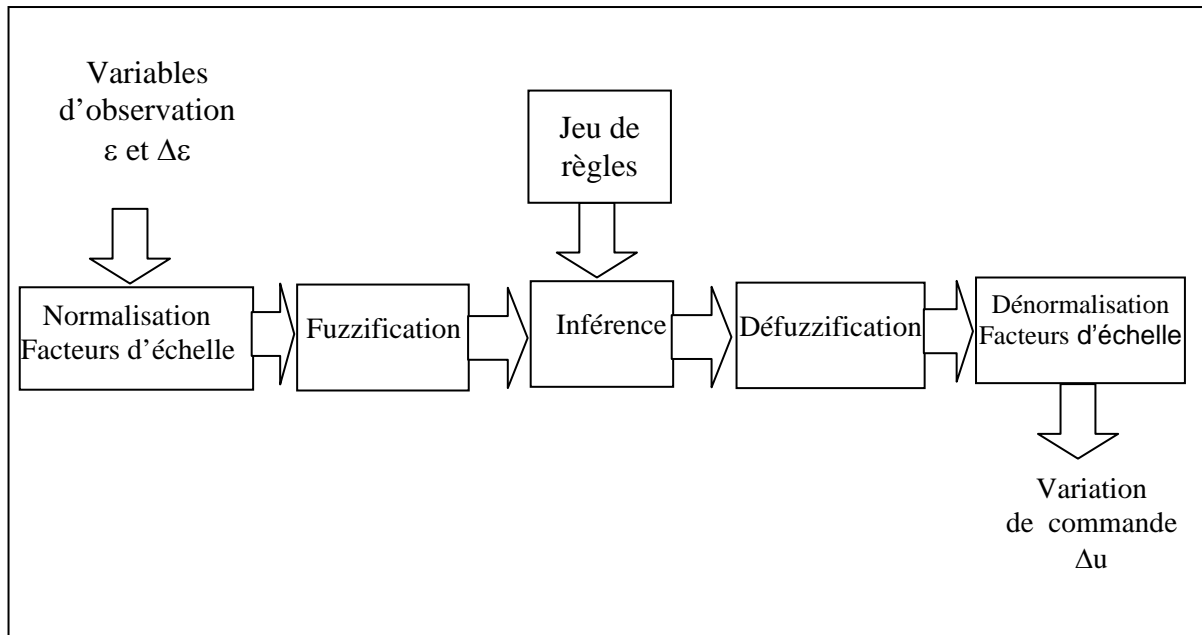 Variables
d’observation
ε et Δε
Jeu de
règles
Normalisation
Facteurs d’échelle
Fuzzification
Inférence
Défuzzification
Dénormalisation
Facteurs d’échelle
Variation
de commande
Δu